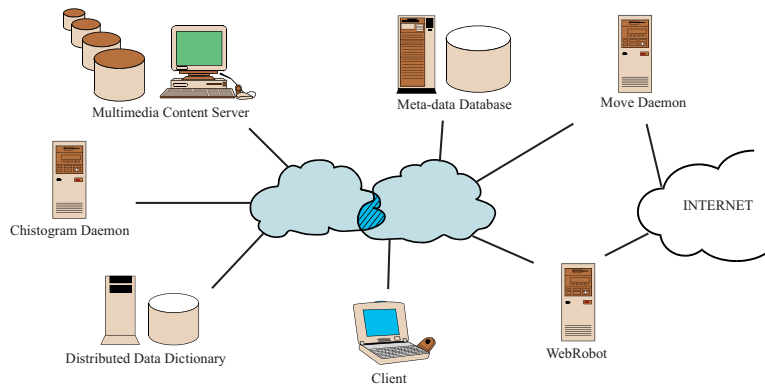 Multimedia Content Server
Meta-data Database
Move Daemon
Chistogram Daemon
INTERNET
Distributed Data Dictionary
Client
WebRobot